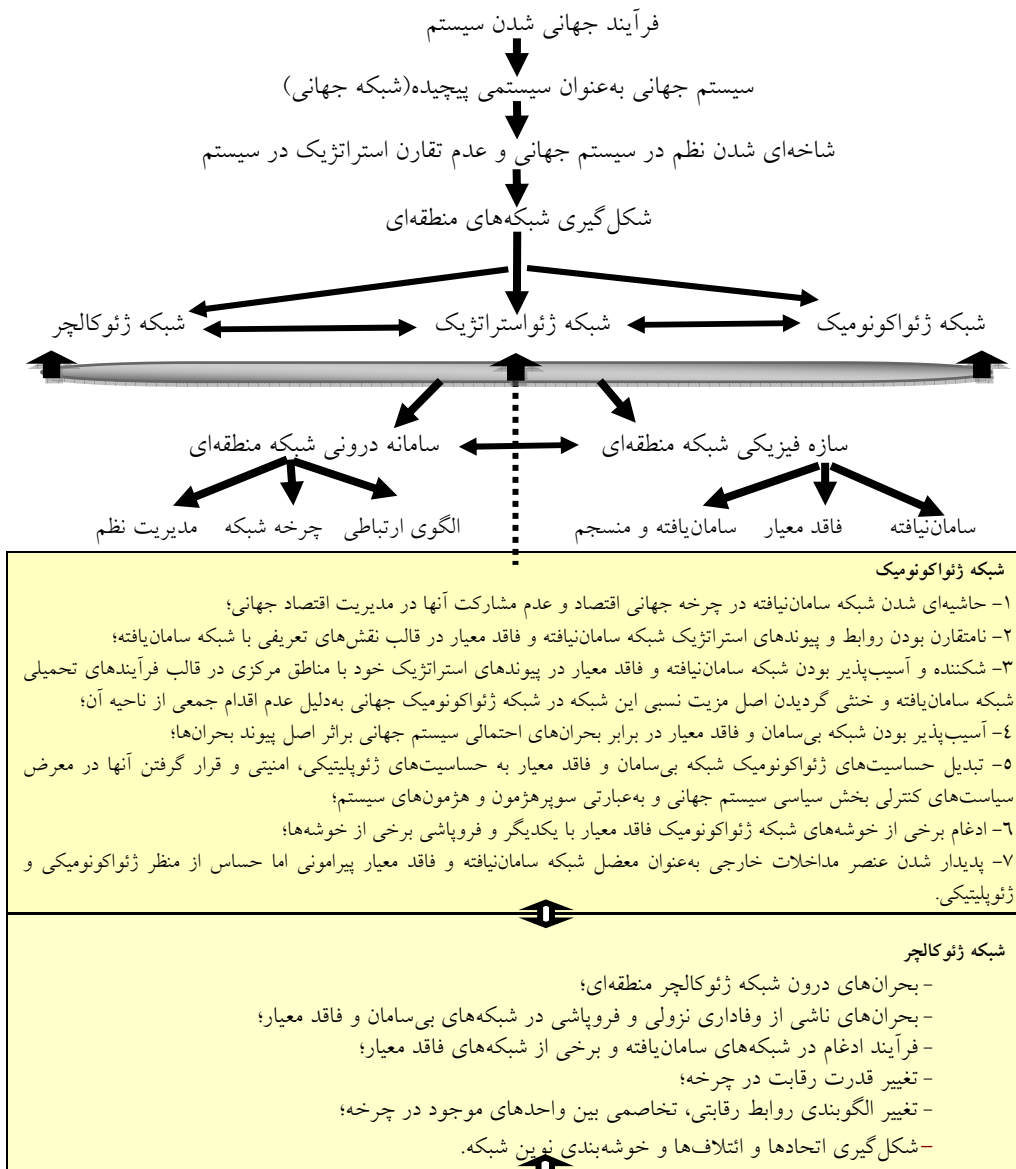 فرآیند جهانی شدن سیستم
سیستم جهانی به‌عنوان سیستمی پیچیده(شبکه جهانی)
شاخه‌ای شدن نظم در سیستم جهانی و عدم تقارن استراتژیک در سیستم
شکل‌گیری شبکه‌های منطقه‌ای
شبکه ژئواکونومیک شبکه ژئواستراتژیک شبکه ژئوکالچر
سازه فیزیکی شبکه منطقه‌ای سامانه درونی شبکه منطقه‌ای
سامان‌نیافته فاقد معیار سامان‌یافته و منسجم الگوی ارتباطی چرخه شبکه مدیریت نظم
شبکه ژئواکونومیک
۱- حاشیه‌ای شدن شبکه سامان‌نیافته در چرخه جهانی اقتصاد و عدم مشارکت آنها در مدیریت اقتصاد جهانی؛
۲- نامتقارن بودن روابط و پیوندهای استراتژیک شبکه سامان‌نیافته و فاقد معیار در قالب نقش‌های تعریفی با شبکه سامان‌یافته؛
۳- شکننده و آسیب‌پذیر بودن شبکه سامان‌نیافته و فاقد معیار در پیوندهای استراتژیک خود با مناطق مرکزی در قالب فرآیندهای تحمیلی
شبکه سامان‌یافته و خنثی گردیدن اصل مزیت نسبی این شبکه در شبکه ژئواکونومیک جهانی به‌دلیل عدم اقدام جمعی از ناحیه آن؛
٤- آسیب‌پذیر بودن شبکه بی‌سامان و فاقد معیار در برابر بحران‌های احتمالی سیستم جهانی براثر اصل پیوند بحران‌ها؛
٥- تبدیل حساسیت‌های ژئواکونومیک شبکه بی‌سامان و فاقد معیار به حساسیت‌های ژئوپلیتیکی، امنیتی و قرار گرفتن آنها در معرض
سیاست‌های کنترلی بخش سیاسی سیستم جهانی و به‌عبارتی سوپرهژمون و هژمون‌های سیستم؛
٦- ادغام برخی از خوشه‌های شبکه ژئواکونومیک فاقد معیار با یکدیگر و فروپاشی برخی از خوشه‌ها؛
۷- پدیدار شدن عنصر مداخلات خارجی به‌عنوان معضل شبکه سامان‌نیافته و فاقد معیار پیرامونی اما حساس از منظر ژئواکونومیکی و
ژئوپلیتیکی.
شبکه ژئوکالچر
- بحران‌های درون شبکه ژئوکالچر منطقه‌ای؛
- بحران‌های ناشی از وفاداری نزولی و فروپاشی در شبکه‌های بی‌سامان و فاقد معیار؛
- فرآیند ادغام در شبکه‌های سامان‌یافته و برخی از شبکه‌های فاقد معیار؛
- تغییر قدرت رقابت در چرخه؛
- تغییر الگوبندی روابط رقابتی، تخاصمی بین واحدهای موجود در چرخه؛
- شکل‌گیری اتحادها و ائتلاف‌ها و خوشه‌بندی نوین شبکه.